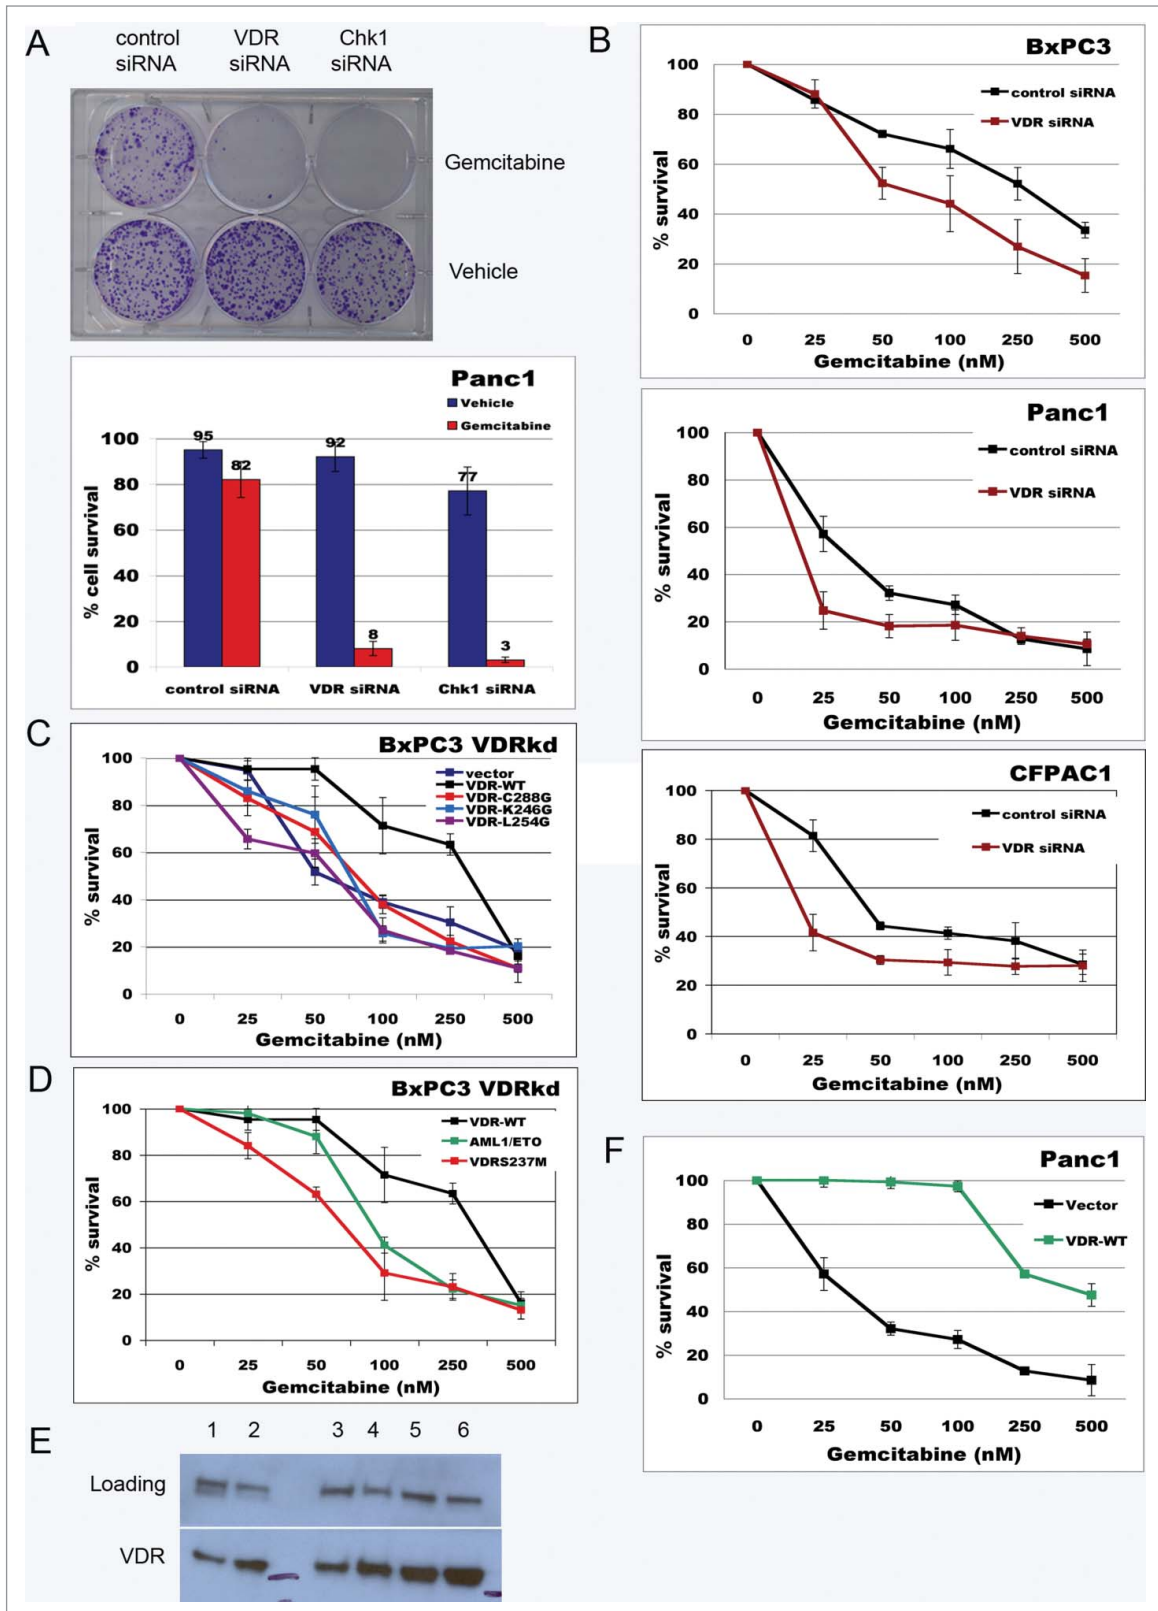 A
control
siRNA
VDR
siRNA
Chk1
siRNA
Gemcitabine
Vehicle
Panc1
Vehicle
Gemcitabine
% cell survival
100
80
60
40
20
0
95
82
92
8
77
3
control siRNA
VDR siRNA
Chk1 siRNA
B
BxPC3
control siRNA
VDR siRNA
% survival
100
80
60
40
20
0
0 25 50 100 250 500
Gemcitabine (nM)
Panc1
control siRNA
VDR siRNA
% survival
100
80
60
40
20
0
0 25 50 100 250 500
Gemcitabine (nM)
CFPAC1
control siRNA
VDR siRNA
% survival
100
80
60
40
20
0
0 25 50 100 250 500
Gemcitabine (nM)
C
BxPC3 VDRkd
vector
VDR-WT
VDR-C288G
VDR-K246G
VDR-L254G
% survival
100
80
60
40
20
0
0 25 50 100 250 500
Gemcitabine (nM)
D
BxPC3 VDRkd
VDR-WT
AML1/ETO
VDRS237M
% survival
100
80
60
40
20
0
0 25 50 100 250 500
Gemcitabine (nM)
E
1 2 3 4 5 6
Loading
VDR
F
Panc1
Vector
VDR-WT
% survival
100
80
60
40
20
0
0 25 50 100 250 500
Gemcitabine (nM)